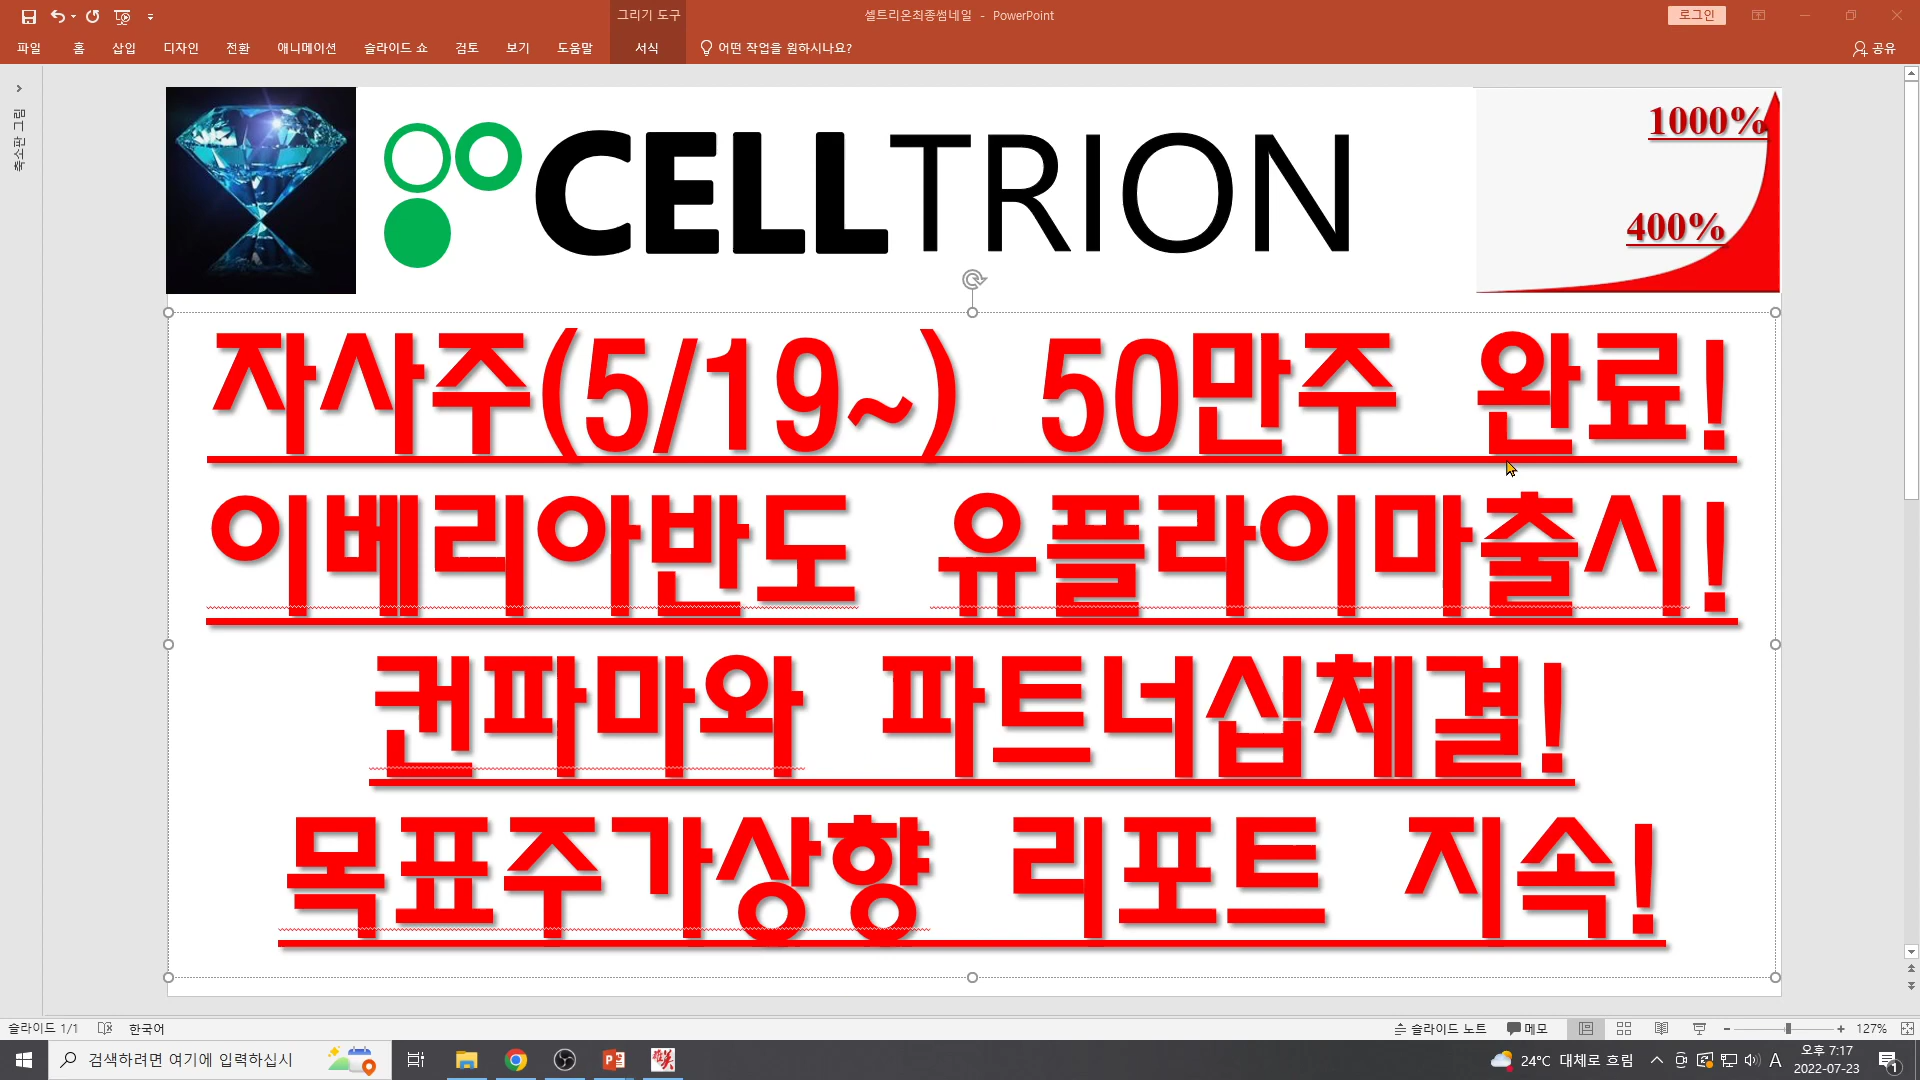 그리기 도구
셀트리온최종썸네일 - PowerPoint
로그인
파일 홈 삽입 디자인 전환 애니메이션 슬라이드 쇼 검토 보기 도움말 서식 어떤 작업을 원하시나요? 공유
축소판 그림
CELLTRION
1000%
400%
자사주(5/19~) 50만주 완료!
이베리아반도 유플라이마출시!
퀀파마와 파트너십체결!
목표주가상향 리포트 지속!
슬라이드 1/1 한국어 슬라이드 노트 메모 127%
검색하려면 여기에 입력하십시
24°C 대체로 흐림 A 오후 7:17
2022-07-23
1